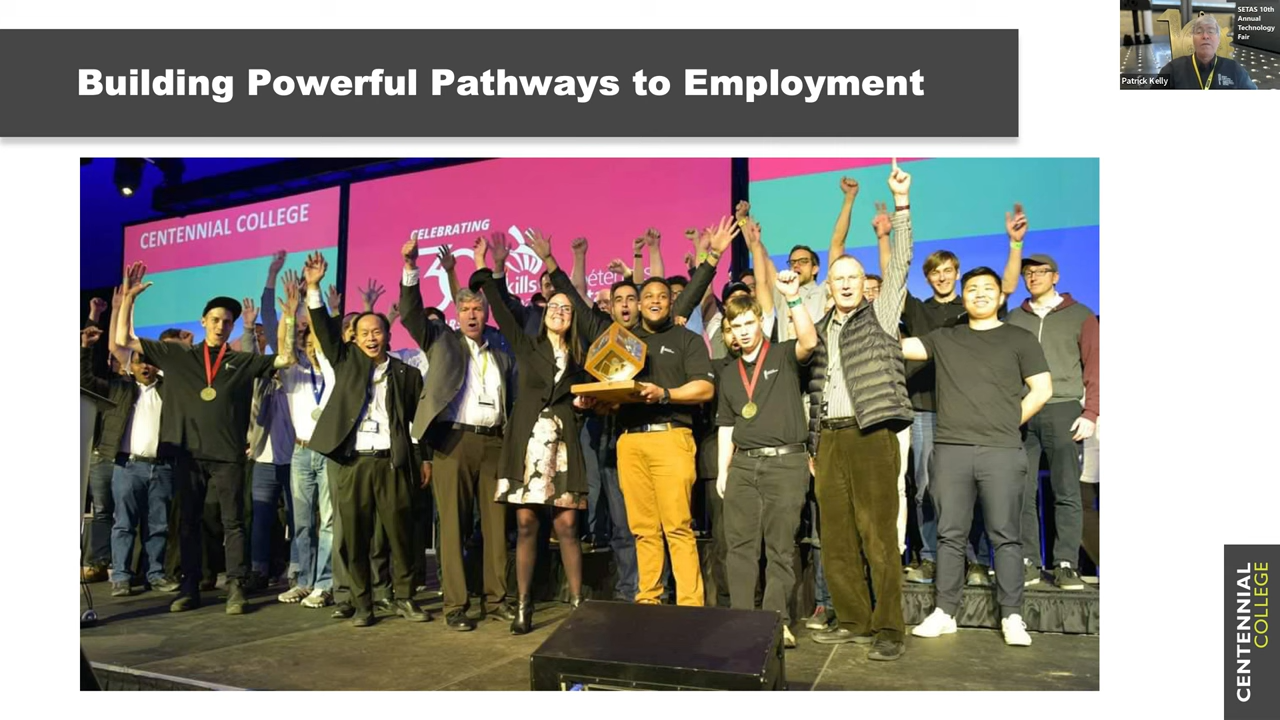 Building Powerful Pathways to Employment
SETAS 10th
Annual
Technology
Fair
Patrick Kelly
CENTENNIAL COLLEGE
CELEBRATING
CENTENNIAL
COLLEGE